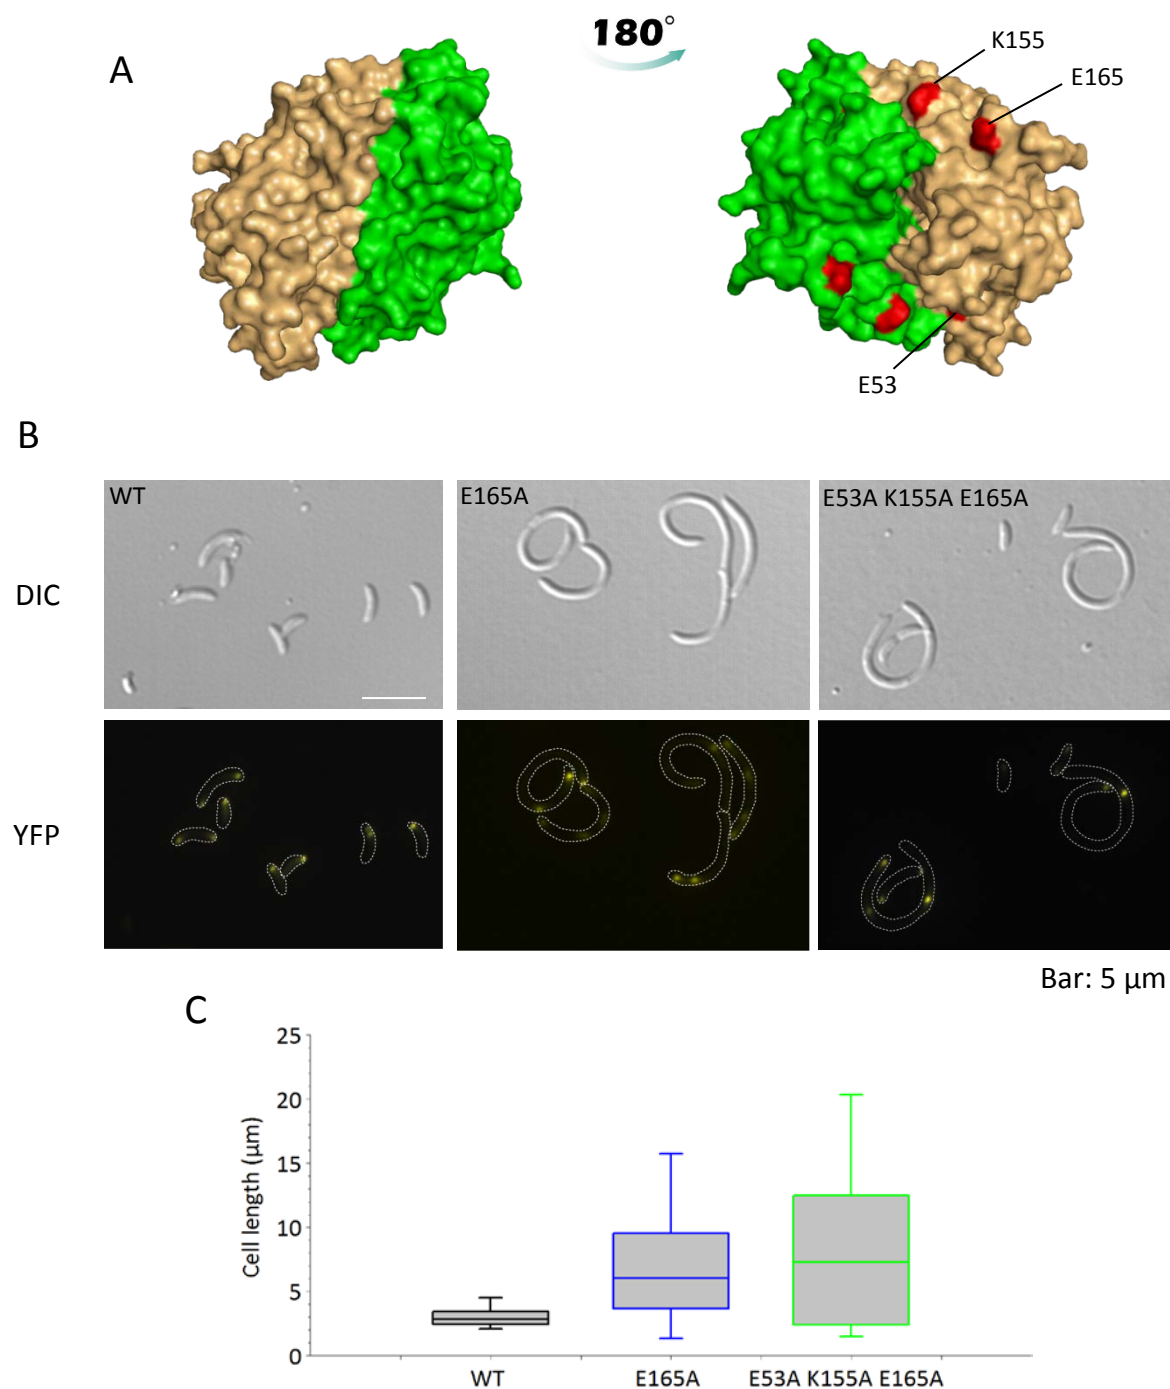 180°
A
K155
E165
E53
B
WT
E165A
E53A K155A E165A
DIC
YFP
Bar: 5 µm
C
Cell length (µm)
25
20
15
10
5
0
WT
E165A
E53A K155A E165A